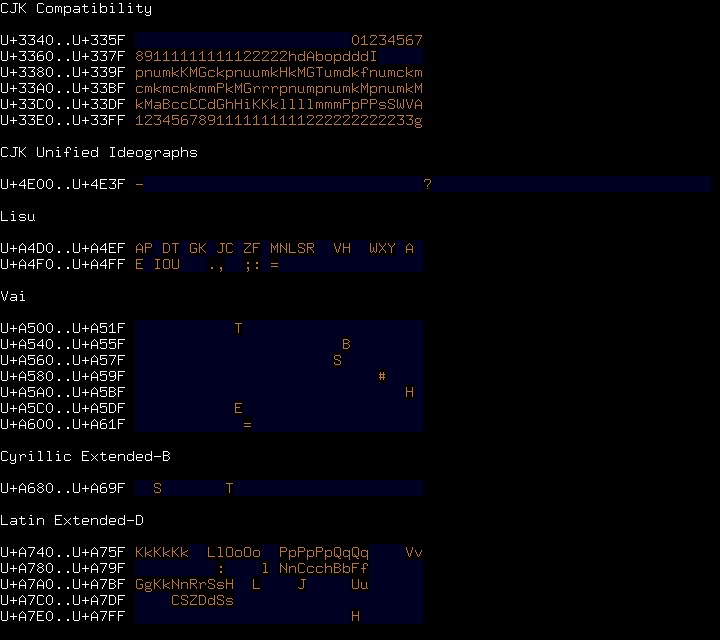 CJK Compatibility
U+3340..U+335F                         01234567
U+3360..U+337F 89111111111122222hdAbopdddI
U+3380..U+339F pnumkKMGckpnuumkHkMGTumdkfnumckm
U+33A0..U+33BF cmkmcmkmmPkMGrrrpnumpnumkMpnumkM
U+33C0..U+33DF kMaBccCCdGhHiKKkllllmmmPpPPsSWVA
U+33E0..U+33FF 1234567891111111111222222222233g
CJK Unified Ideographs
U+4E00..U+4E3F -                               ?
Lisu
U+A4D0..U+A4EF AP DT GK JC ZF MNLSR  VH  WXY A
U+A4F0..U+A4FF E IOU   .,  ;: =
Vai
U+A500..U+A51F            T
U+A540..U+A55F                        B
U+A560..U+A57F                       S
U+A580..U+A59F                            #
U+A5A0..U+A5BF                               H
U+A5C0..U+A5DF            E
U+A600..U+A61F             =
Cyrillic Extended-B
U+A680..U+A69F   S       T
Latin Extended-D
U+A740..U+A75F KkKkKk  LlOoOo  PpPpPpQqQq    Vv
U+A780..U+A79F          :    l NnCcchBbFf
U+A7A0..U+A7BF GgKkNnRrSsH  L    J     Uu
U+A7C0..U+A7DF     CSZDdSs
U+A7E0..U+A7FF                         H